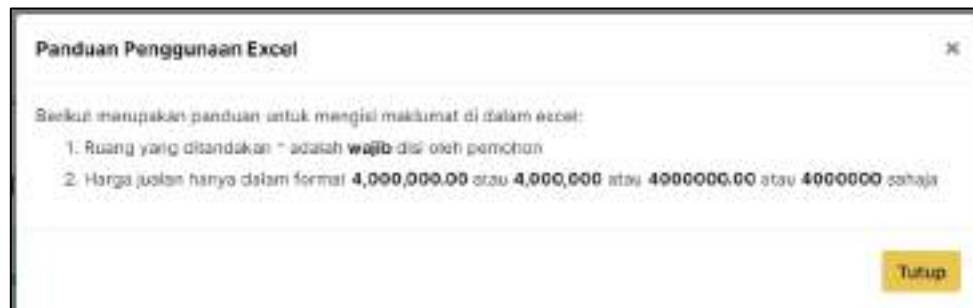 Panduan Penggunaan Excel
×
Berikut merupakan panduan untuk mengisi maklumat di dalam excel:
1. Ruang yang ditandakan * adalah wajib diisi oleh pemohon
2. Harga jualan hanya dalam format 4,000,000.00 atau 4,000,000 atau 4000000.00 atau 4000000 sahaja
Tutup